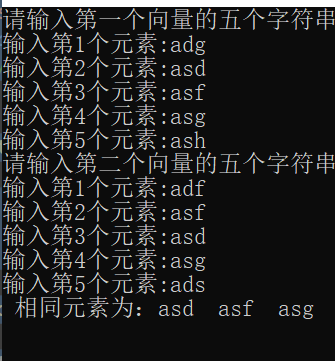 请输入第一个向量的五个字符串
输入第1个元素:adg
输入第2个元素:asd
输入第3个元素:asf
输入第4个元素:asg
输入第5个元素:ash
请输入第二个向量的五个字符串
输入第1个元素:adf
输入第2个元素:asf
输入第3个元素:asd
输入第4个元素:asg
输入第5个元素:ads
相同元素为: asd  asf  asg